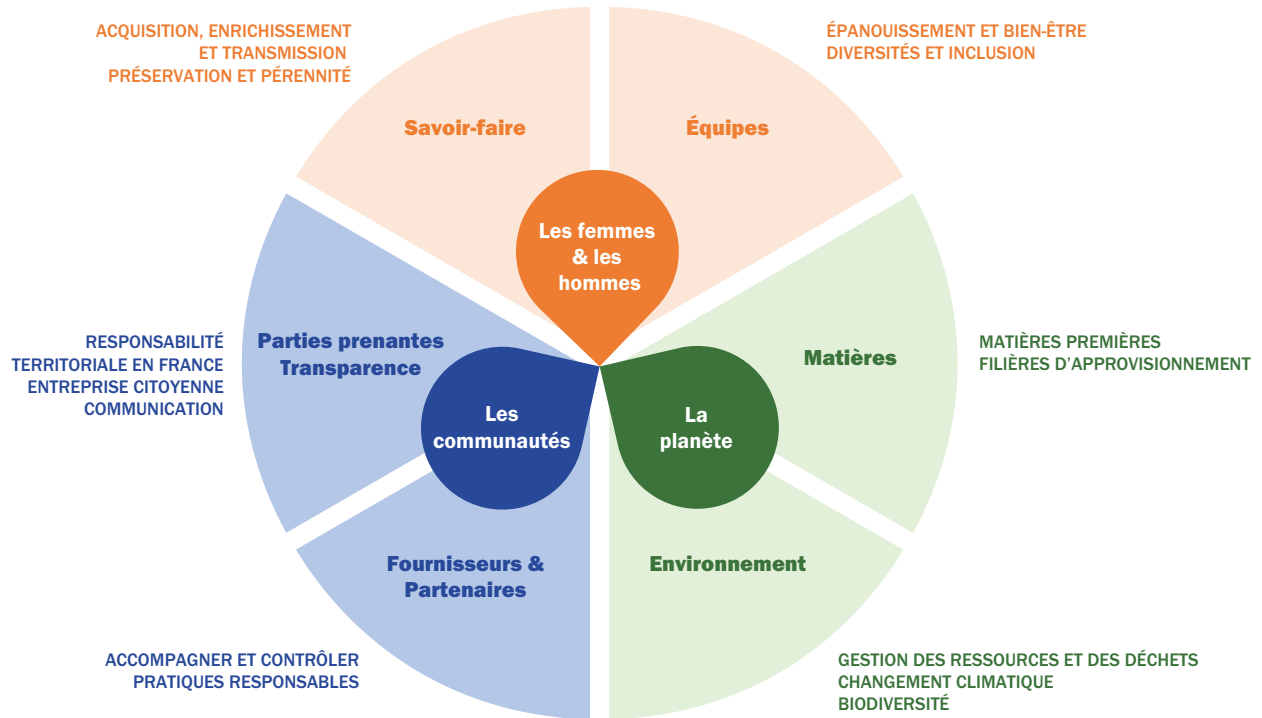 ACQUISITION, ENRICHISSEMENT
ET TRANSMISSION
PRÉSERVATION ET PÉRENNITÉ
ÉPANOUISSEMENT ET BIEN-ÊTRE
DIVERSITÉS ET INCLUSION
Savoir-faire
Équipes
Les femmes
& les
hommes
RESPONSABILITÉ
TERRITORIALE EN FRANCE
ENTREPRISE CITOYENNE
COMMUNICATION
Parties prenantes
Transparence
Matières
MATIÈRES PREMIÈRES
FILIÈRES D’APPROVISIONNEMENT
Les
communautés
La
planète
Fournisseurs &
Partenaires
Environnement
ACCOMPAGNER ET CONTRÔLER
PRATIQUES RESPONSABLES
GESTION DES RESSOURCES ET DES DÉCHETS
CHANGEMENT CLIMATIQUE
BIODIVERSITÉ